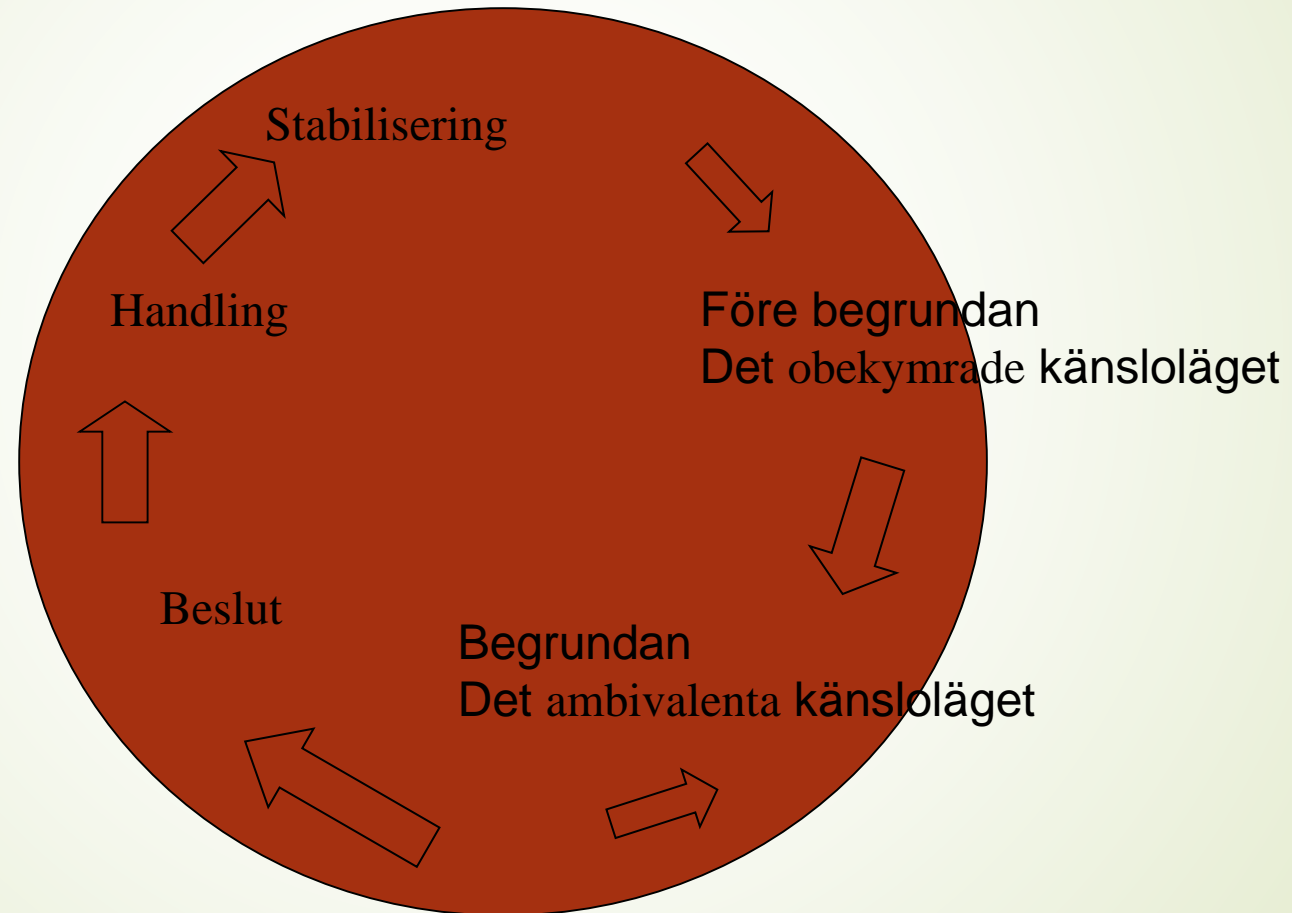 Stabilisering
Handling
Före begrundan
Det obekymrade känsloläget
Beslut
Begrundan
Det ambivalenta känsloläget